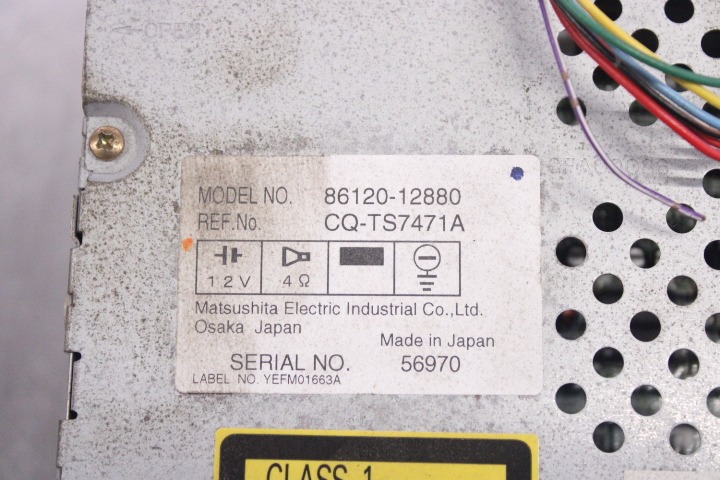 OPEN
MODEL NO. 86120-12880
REF.No. CQ-TS7471A
12V 4Ω
Matsushita Electric Industrial Co.,Ltd.
Osaka Japan
Made in Japan
SERIAL NO. 56970
LABEL NO. YEFM01663A
CLASS 1